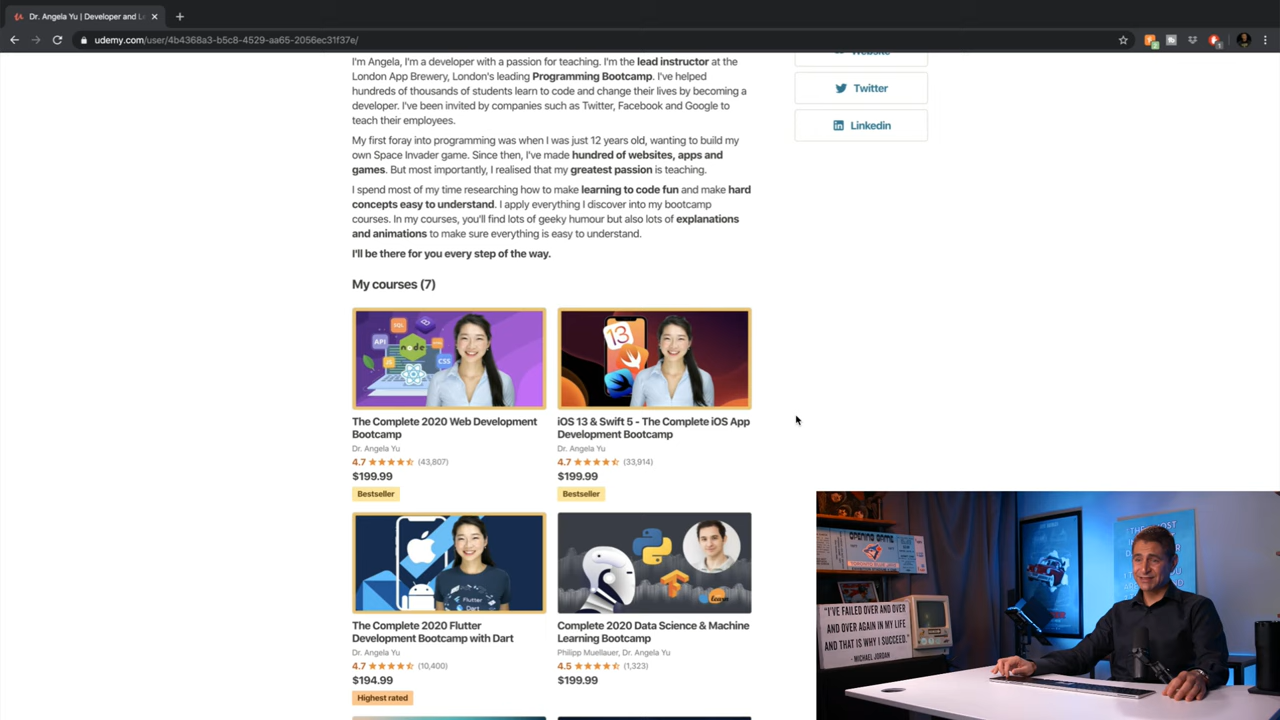 Dr. Angela Yu | Developer and Le
udemy.com/user/4b4368a3-b5c8-4529-aa65-2056ec31f37e/
Website
Twitter
Linkedin
I'm Angela, I'm a developer with a passion for teaching. I'm the lead instructor at the
London App Brewery, London's leading Programming Bootcamp. I've helped
hundreds of thousands of students learn to code and change their lives by becoming a
developer. I've been invited by companies such as Twitter, Facebook and Google to
teach their employees.
My first foray into programming was when I was just 12 years old, wanting to build my
own Space Invader game. Since then, I've made hundred of websites, apps and
games. But most importantly, I realised that my greatest passion is teaching.
I spend most of my time researching how to make learning to code fun and make hard
concepts easy to understand. I apply everything I discover into my bootcamp
courses. In my courses, you'll find lots of geeky humour but also lots of explanations
and animations to make sure everything is easy to understand.
I'll be there for you every step of the way.
My courses (7)
SQL
API
node
JS
CSS
The Complete 2020 Web Development
Bootcamp
Dr. Angela Yu
4.7 (43,807)
$199.99
Bestseller
13
iOS 13 & Swift 5 - The Complete iOS App
Development Bootcamp
Dr. Angela Yu
4.7 (33,914)
$199.99
Bestseller
Flutter
Dart
The Complete 2020 Flutter
Development Bootcamp with Dart
Dr. Angela Yu
4.7 (10,400)
$194.99
Highest rated
Complete 2020 Data Science & Machine
Learning Bootcamp
Philipp Muellauer, Dr. Angela Yu
4.5 (1,323)
$199.99
OPENING GAME
"I'VE FAILED OVER AND OVER
AND OVER AGAIN IN MY LIFE
AND THAT IS WHY I SUCCEED."
- MICHAEL JORDAN